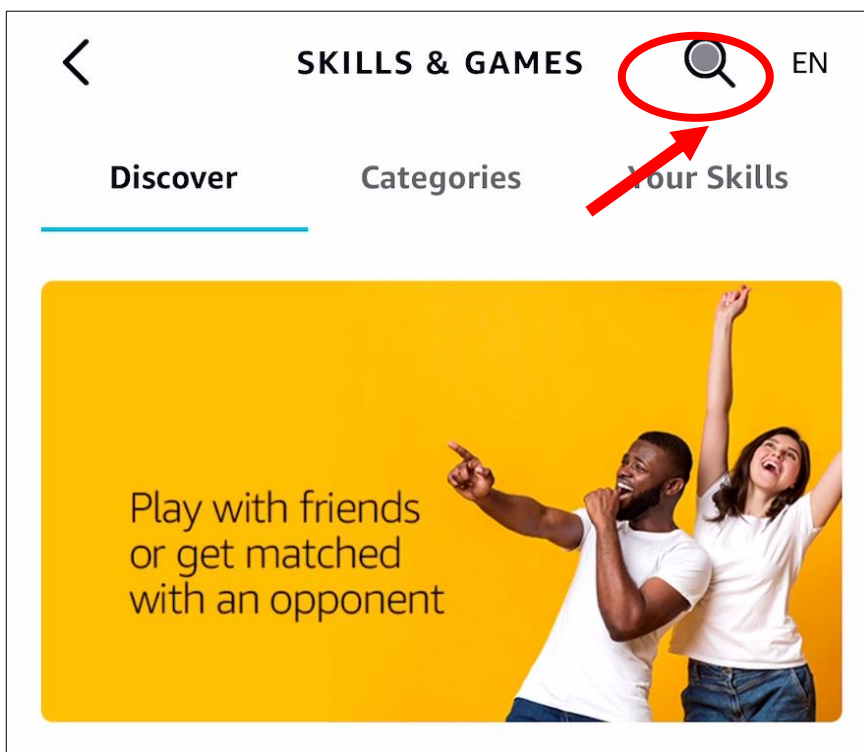 SKILLS & GAMES EN
Discover Categories Your Skills
Play with friends
or get matched
with an opponent